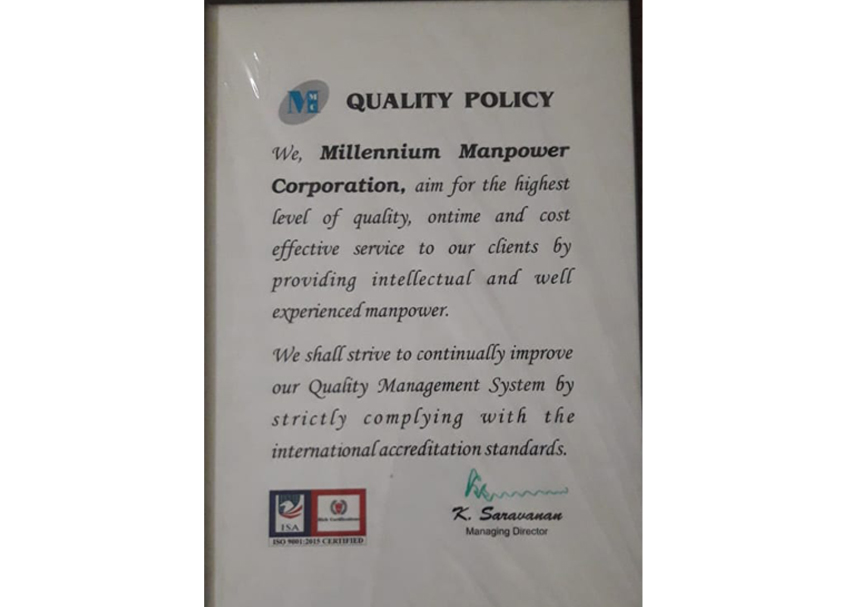 M M C QUALITY POLICY
We, Millennium Manpower
Corporation, aim for the highest
level of quality, ontime and cost
effective service to our clients by
providing intellectual and well
experienced manpower.
We shall strive to continually improve
our Quality Management System by
strictly complying with the
international accreditation standards.
ISA
ISO 9001:2015 CERTIFIED
K. Saravanan
Managing Director